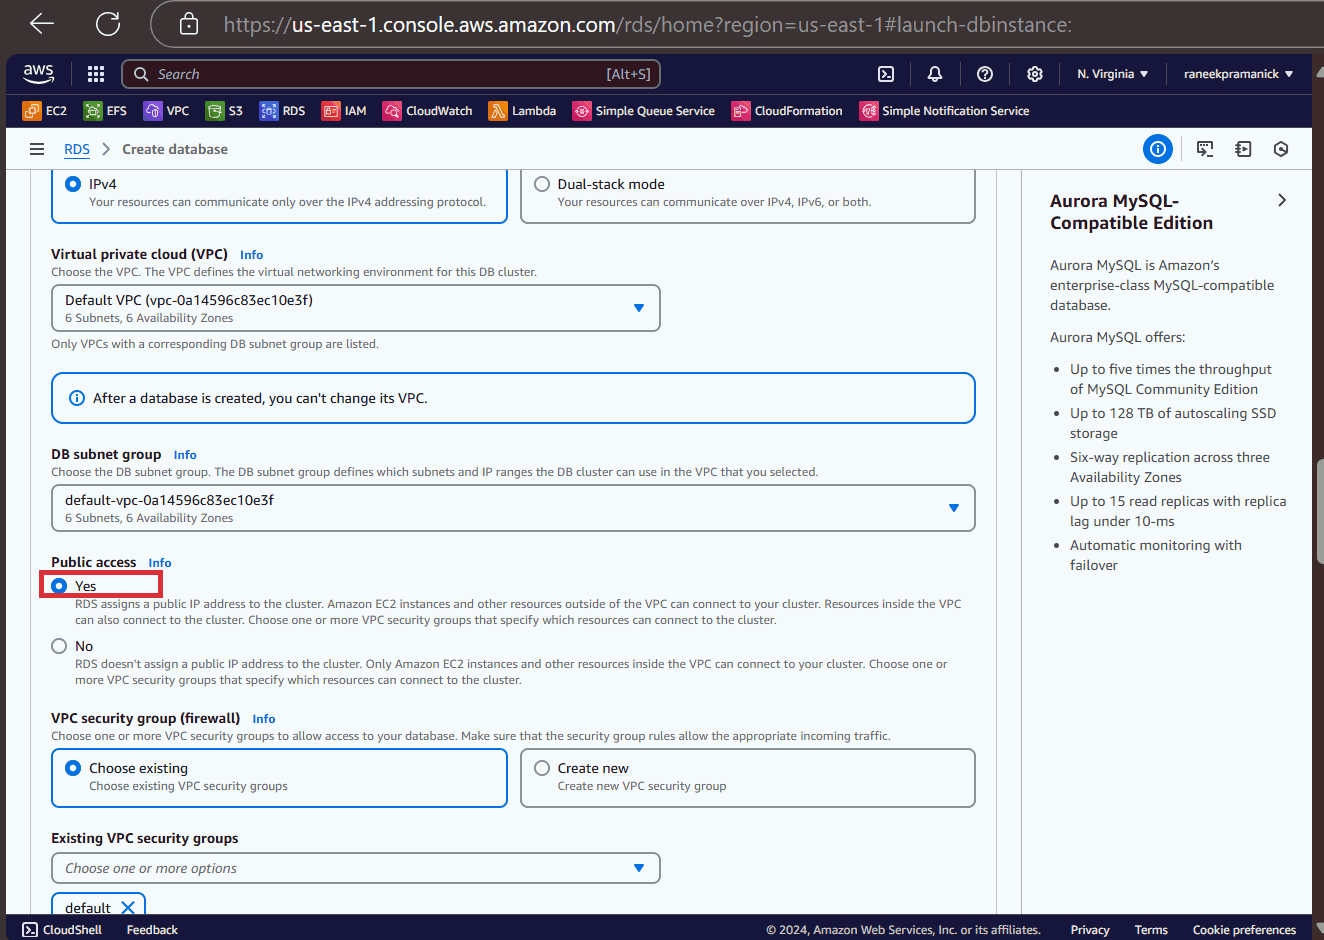 https://us-east-1.console.aws.amazon.com/rds/home?region=us-east-1#launch-dbinstance:
aws
Search
[Alt+S]
N. Virginia
raneekpramanick
EC2
EFS
VPC
S3
RDS
IAM
CloudWatch
Lambda
Simple Queue Service
CloudFormation
Simple Notification Service
RDS
Create database
IPv4
Your resources can communicate only over the IPv4 addressing protocol.
Dual-stack mode
Your resources can communicate over IPv4, IPv6, or both.
Virtual private cloud (VPC) Info
Choose the VPC. The VPC defines the virtual networking environment for this DB cluster.
Default VPC (vpc-0a14596c83ec10e3f)
6 Subnets, 6 Availability Zones
Only VPCs with a corresponding DB subnet group are listed.
After a database is created, you can't change its VPC.
DB subnet group Info
Choose the DB subnet group. The DB subnet group defines which subnets and IP ranges the DB cluster can use in the VPC that you selected.
default-vpc-0a14596c83ec10e3f
6 Subnets, 6 Availability Zones
Public access Info
Yes
RDS assigns a public IP address to the cluster. Amazon EC2 instances and other resources outside of the VPC can connect to your cluster. Resources inside the VPC
can also connect to the cluster. Choose one or more VPC security groups that specify which resources can connect to the cluster.
No
RDS doesn't assign a public IP address to the cluster. Only Amazon EC2 instances and other resources inside the VPC can connect to your cluster. Choose one or
more VPC security groups that specify which resources can connect to the cluster.
VPC security group (firewall) Info
Choose one or more VPC security groups to allow access to your database. Make sure that the security group rules allow the appropriate incoming traffic.
Choose existing
Choose existing VPC security groups
Create new
Create new VPC security group
Existing VPC security groups
Choose one or more options
default
Aurora MySQL-
Compatible Edition
Aurora MySQL is Amazon's
enterprise-class MySQL-compatible
database.
Aurora MySQL offers:
Up to five times the throughput
of MySQL Community Edition
Up to 128 TB of autoscaling SSD
storage
Six-way replication across three
Availability Zones
Up to 15 read replicas with replica
lag under 10-ms
Automatic monitoring with
failover
CloudShell
Feedback
© 2024, Amazon Web Services, Inc. or its affiliates.
Privacy
Terms
Cookie preferences